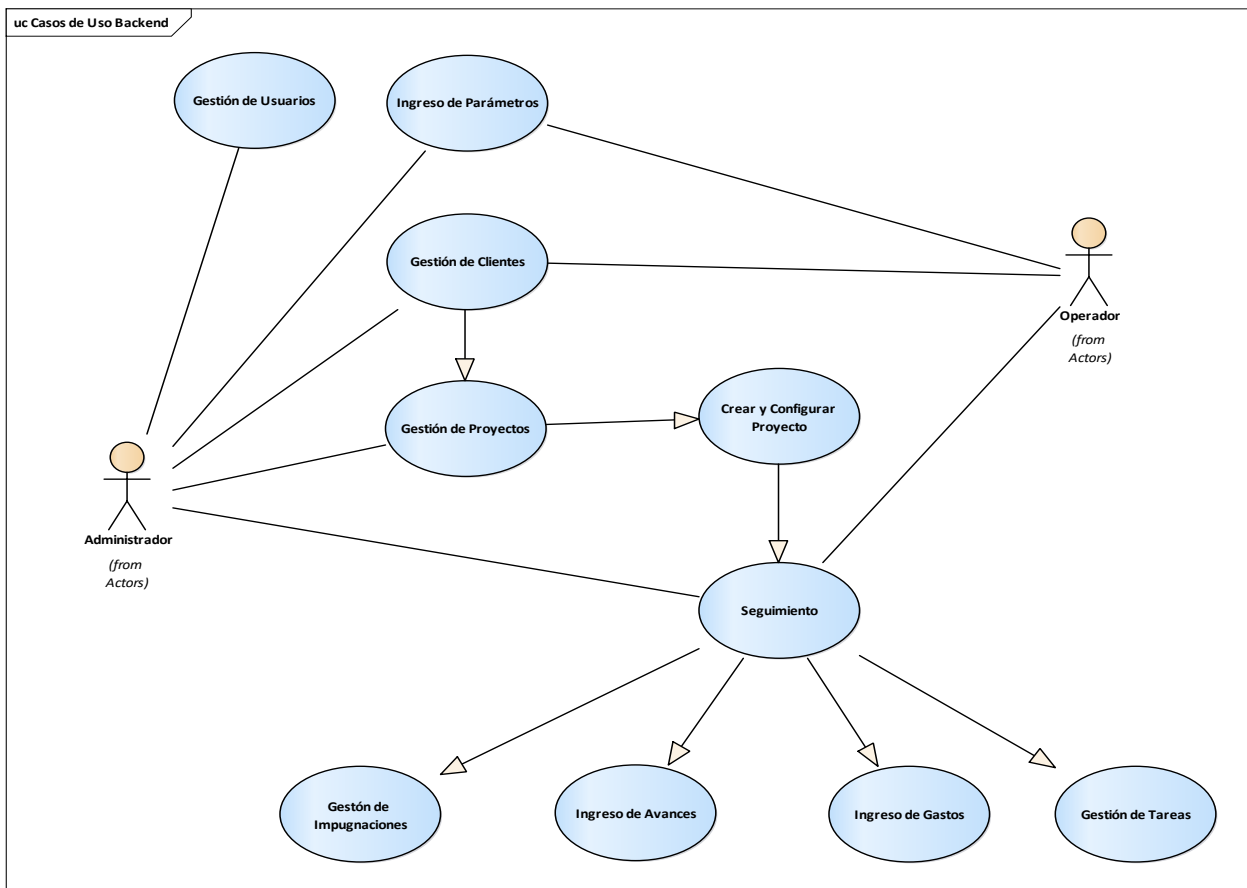 uc Casos de Uso Backend
Gestión de Usuarios
Ingreso de Parámetros
Gestión de Clientes
Operador
(from
Actors)
Gestión de Proyectos
Crear y Configurar
Proyecto
Administrador
(from
Actors)
Seguimiento
Gestón de
Impugnaciones
Ingreso de Avances
Ingreso de Gastos
Gestión de Tareas